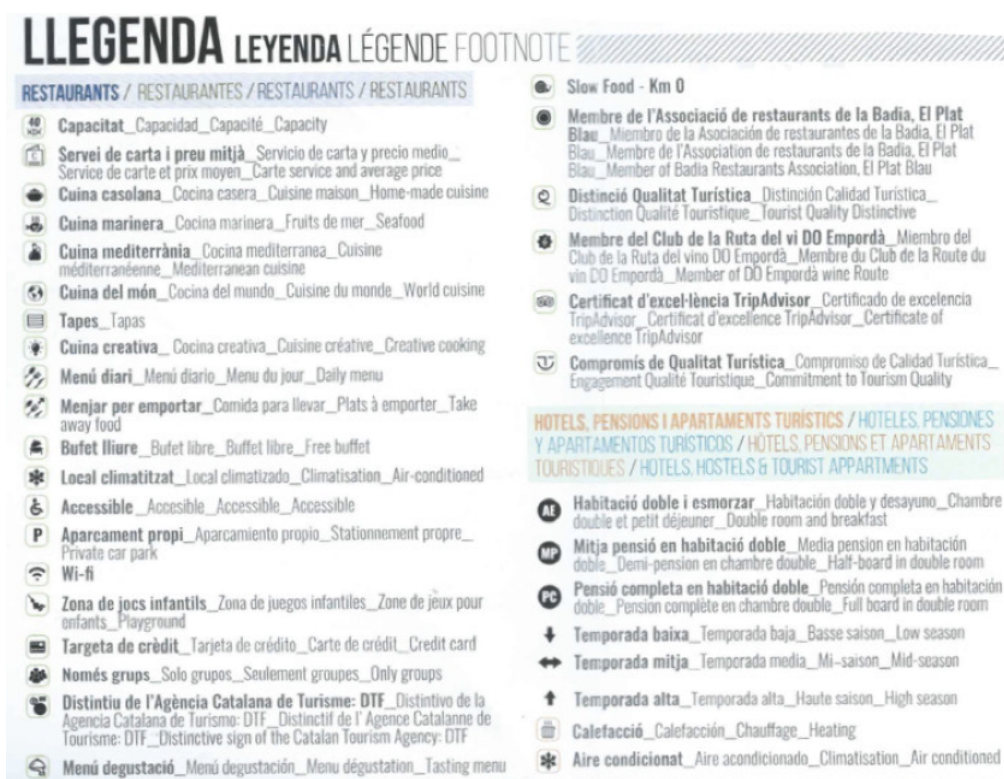 LLEGENDA LEYENDA LÉGENDE FOOTNOTE
RESTAURANTS / RESTAURANTES / RESTAURANTS / RESTAURANTS
40
Capacitat_Capacidad_Capacité_Capacity
€
Servei de carta i preu mitjà_Servicio de carta y precio medio_
Service de carte et prix moyen_Carte service and average price
Cuina casolana_Cocina casera_Cuisine maison_Home-made cuisine
Cuina marinera_Cocina marinera_Fruits de mer_Seafood
Cuina mediterrània_Cocina mediterranea_Cuisine
méditerranéenne_Mediterranean cuisine
Cuina del món_Cocina del mundo_Cuisine du monde_World cuisine
Tapes_Tapas
Cuina creativa_ Cocina creativa_Cuisine créative_Creative cooking
Menú diari_Menú diario_Menu du jour_Daily menu
Menjar per emportar_Comida para llevar_Plats à emporter_Take
away food
Bufet lliure_Bufet libre_Buffet libre_Free buffet
Local climatitzat_Local climatizado_Climatisation_Air-conditioned
Accessible_Accesible_Accessible_Accessible
P Aparcament propi_Aparcamiento propio_Stationnement propre_
Private car park
Wi-fi
Zona de jocs infantils_Zona de juegos infantiles_Zone de jeux pour
enfants_Playground
Targeta de crèdit_Tarjeta de crédito_Carte de crédit_Credit card
Només grups_Solo grupos_Seulement groupes_Only groups
Distintiu de l'Agència Catalana de Turisme: DTF_Distintivo de la
Agencia Catalana de Turismo: DTF_Distinctif de l' Agence Catalanne de
Tourisme: DTF_Distinctive sign of the Catalan Tourism Agency: DTF
Menú degustació_Menú degustación_Menu dégustation_Tasting menu
Slow Food - Km 0
Membre de l'Associació de restaurants de la Badia, El Plat
Blau_Miembro de la Asociación de restaurantes de la Badia, El Plat
Blau_Membre de l'Association de restaurants de la Badia, El Plat
Blau_Member of Badia Restaurants Association, El Plat Blau
Distinció Qualitat Turística_Distinción Calidad Turística_
Distinction Qualité Touristique_Tourist Quality Distinctive
Membre del Club de la Ruta del vi DO Empordà_Miembro del
Club de la Ruta del vino DO Empordà_Membre du Club de la Route du
vin DO Empordà_Member of DO Empordà wine Route
Certificat d'excel·lència TripAdvisor_Certificado de excelencia
TripAdvisor_Certificat d'excellence TripAdvisor_Certificate of
excellence TripAdvisor
Compromís de Qualitat Turística_Compromiso de Calidad Turística_
Engagement Qualité Touristique_Commitment to Tourism Quality
HOTELS, PENSIONS I APARTAMENTS TURÍSTICS / HOTELES, PENSIONES
Y APARTAMENTOS TURÍSTICOS / HÔTELS, PENSIONS ET APARTAMENTS
TOURISTIQUES / HOTELS, HOSTELS & TOURIST APPARTMENTS
AE Habitació doble i esmorzar_Habitación doble y desayuno_Chambre
double et petit déjeuner_Double room and breakfast
MP Mitja pensió en habitació doble_Media pension en habitación
doble_Demi-pension en chambre double_Half-board in double room
PC Pensió completa en habitació doble_Pensión completa en habitación
doble_Pension complète en chambre double_Full board in double room
Temporada baixa_Temporada baja_Basse saison_Low season
Temporada mitja_Temporada media_Mi-saison_Mid-season
Temporada alta_Temporada alta_Haute saison_High season
Calefacció_Calefacción_Chauffage_Heating
Aire condicionat_Aire acondicionado_Climatisation_Air conditioned